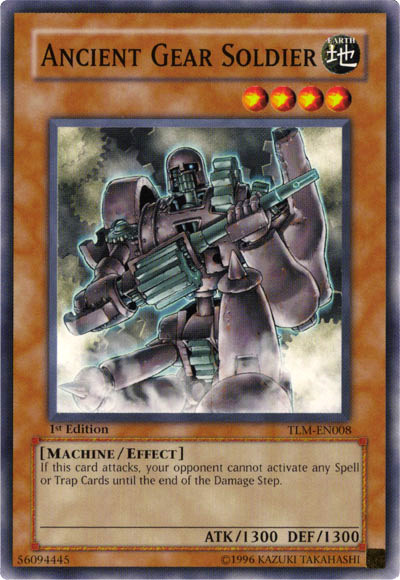 ANCIENT GEAR SOLDIER
EARTH
地
1st Edition
TLM-EN008
[MACHINE/EFFECT]
If this card attacks, your opponent cannot activate any Spell
or Trap Cards until the end of the Damage Step.
ATK/1300 DEF/1300
56094445
©1996 KAZUKI TAKAHASHI